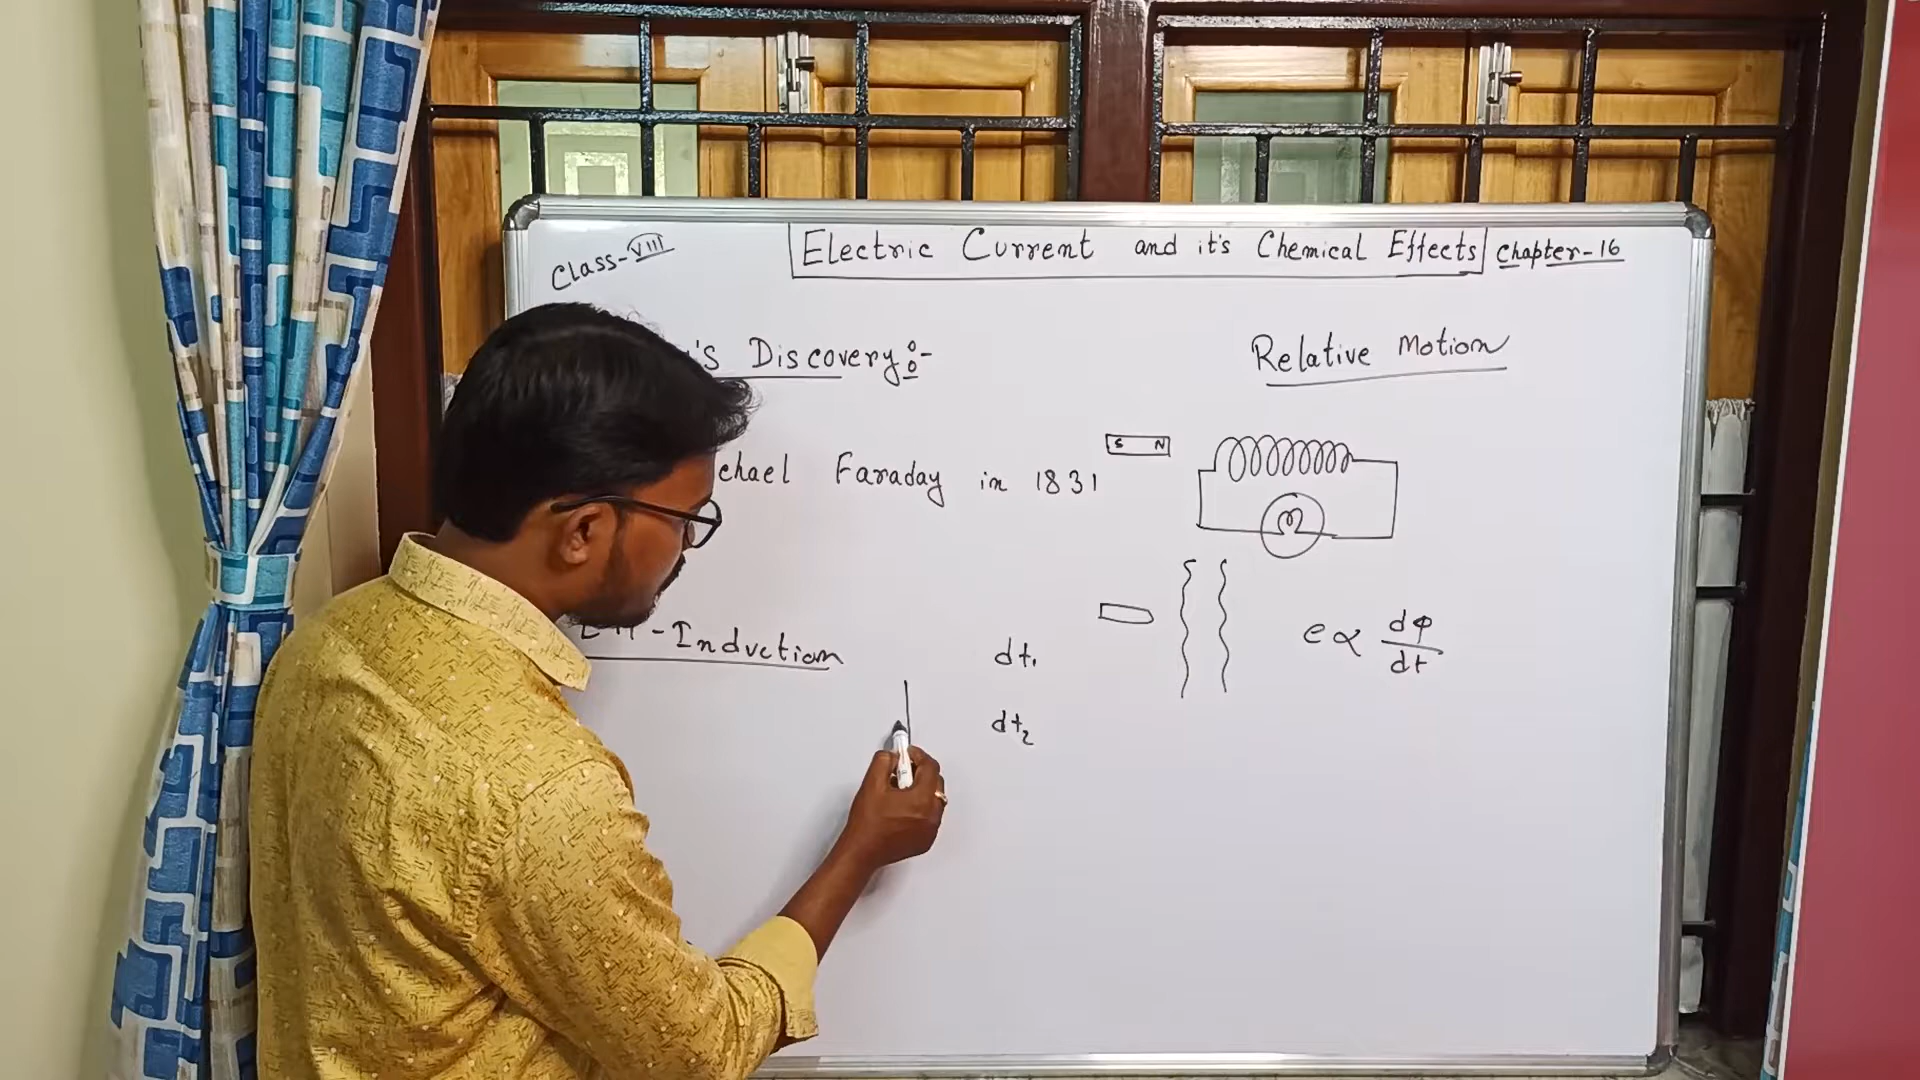 Class-VIII
Electric Current and it's Chemical Effects
Chapter-16
's Discovery:-
Relative Motion
chael Faraday in 1831
S N
-Induction
dt1
dt2
e∝ dφ/dt